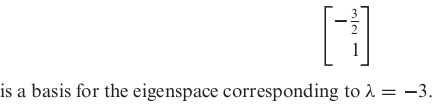 [ -3/2 ]
[ 1 ]
is a basis for the eigenspace corresponding to λ = −3.